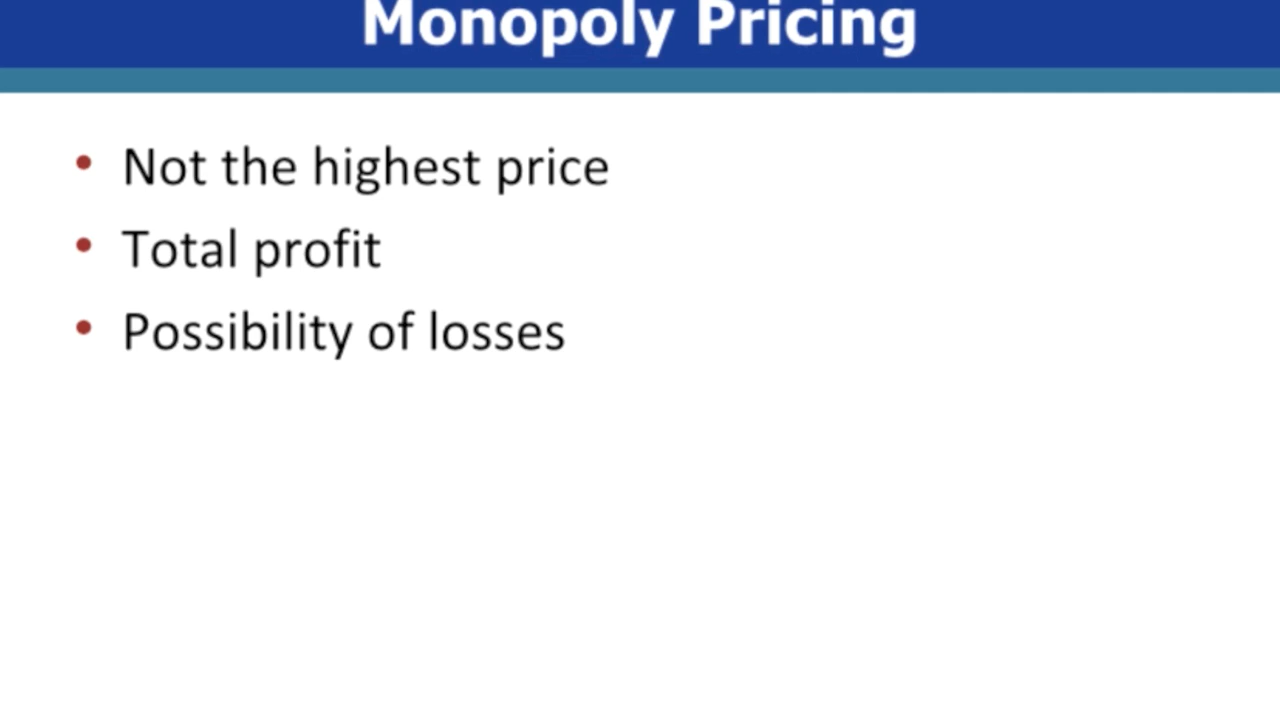 Monopoly Pricing
Not the highest price
Total profit
Possibility of losses